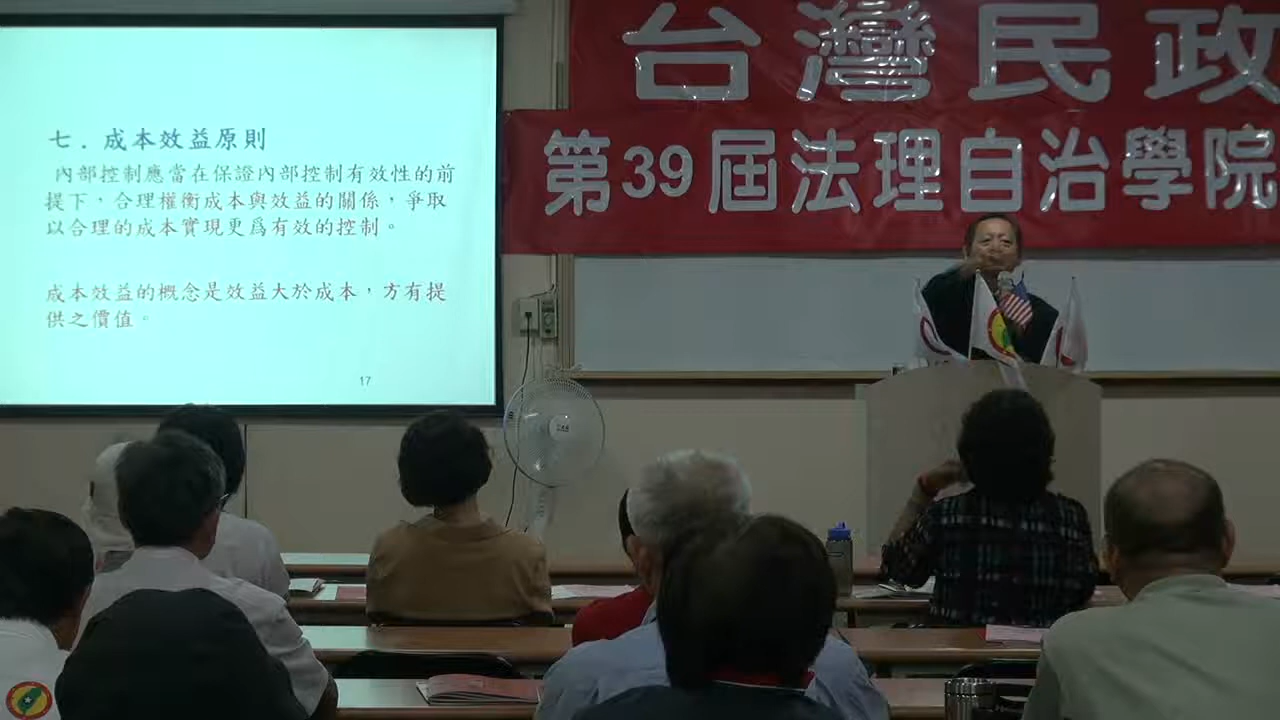 七．成本效益原則
內部控制應當在保證內部控制有效性的前
提下，合理權衡成本與效益的關係，爭取
以合理的成本實現更爲有效的控制。
成本效益的概念是效益大於成本，方有提
供之價值。
17
台灣民政
第39屆法理自治學院